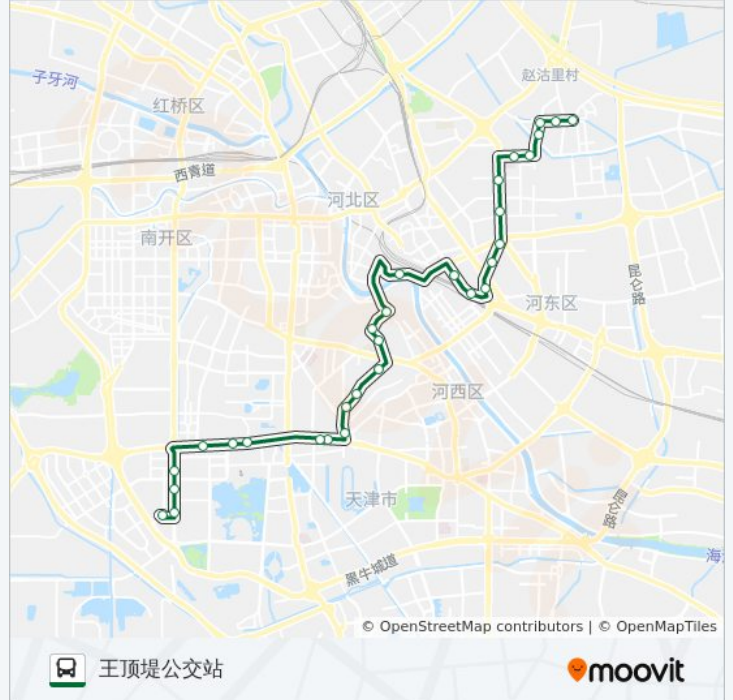 赵沽里村
子牙河
红桥区
西青道
河北区
南开区
昆仑路
河东区
河西区
天津市
昆仑路
黑牛城道
海
© OpenStreetMap contributors | © OpenMapTiles
王顶堤公交站
moovit